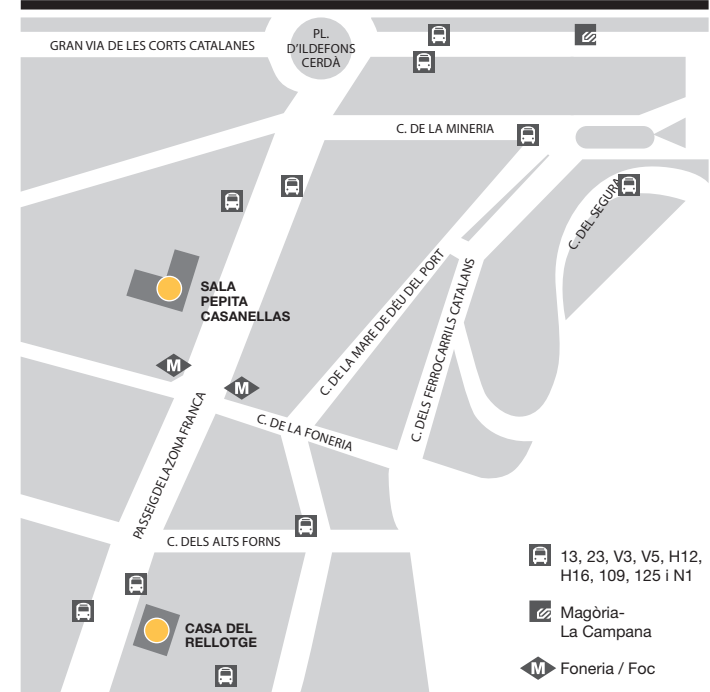 PL.
D'ILDEFONS
CERDÀ
GRAN VIA DE LES CORTS CATALANES
C. DE LA MINERIA
C. DEL SEGURA
SALA
PEPITA
CASANELLAS
C. DE LA MARE DE DÉU DEL PORT
C. DELS FERROCARRILS CATALANS
M
M
PASSEIG DE LA ZONA FRANCA
C. DE LA FONERIA
C. DELS ALTS FORNS
CASA DEL
RELLOTGE
13, 23, V3, V5, H12,
H16, 109, 125 i N1
Magòria-
La Campana
M Foneria / Foc